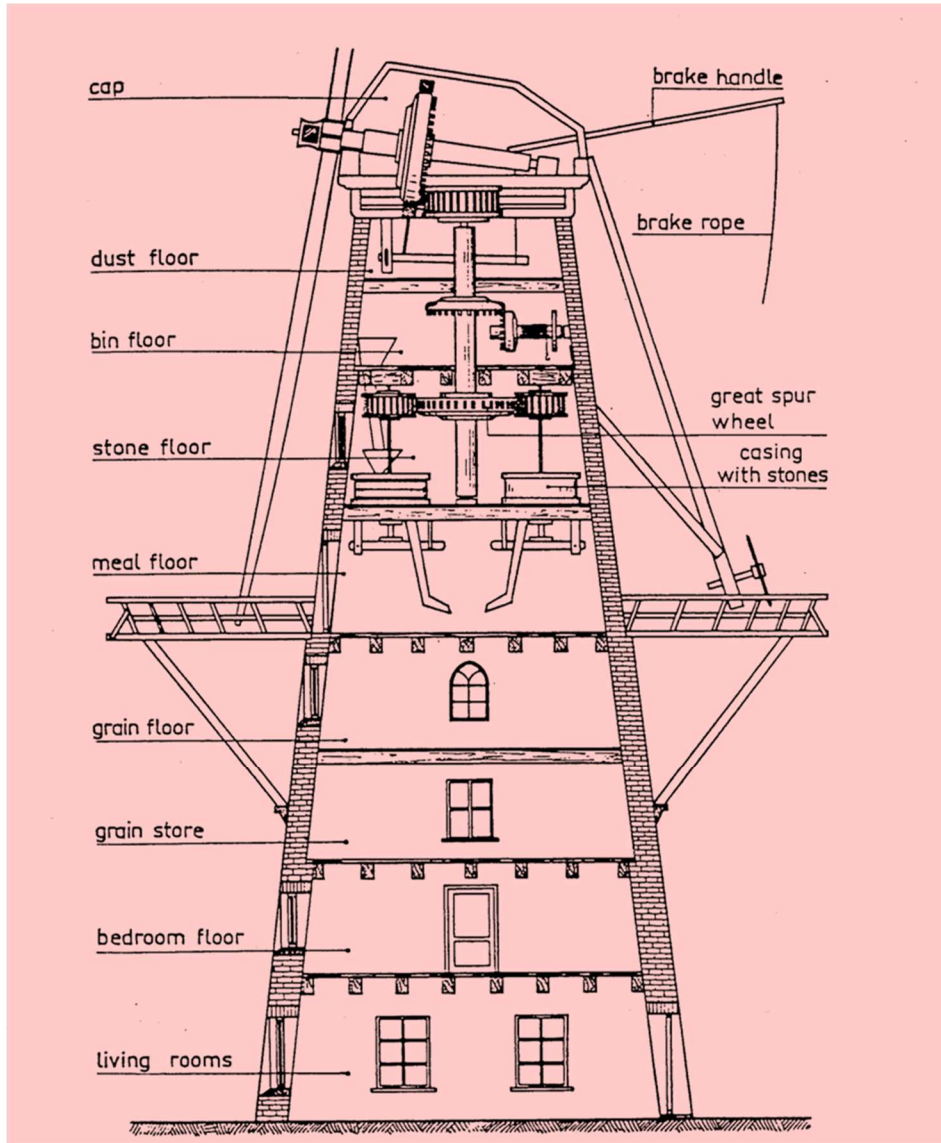 cap
brake handle
brake rope
dust floor
bin floor
great spur
wheel
stone floor
casing
with stones
meal floor
grain floor
grain store
bedroom floor
living rooms